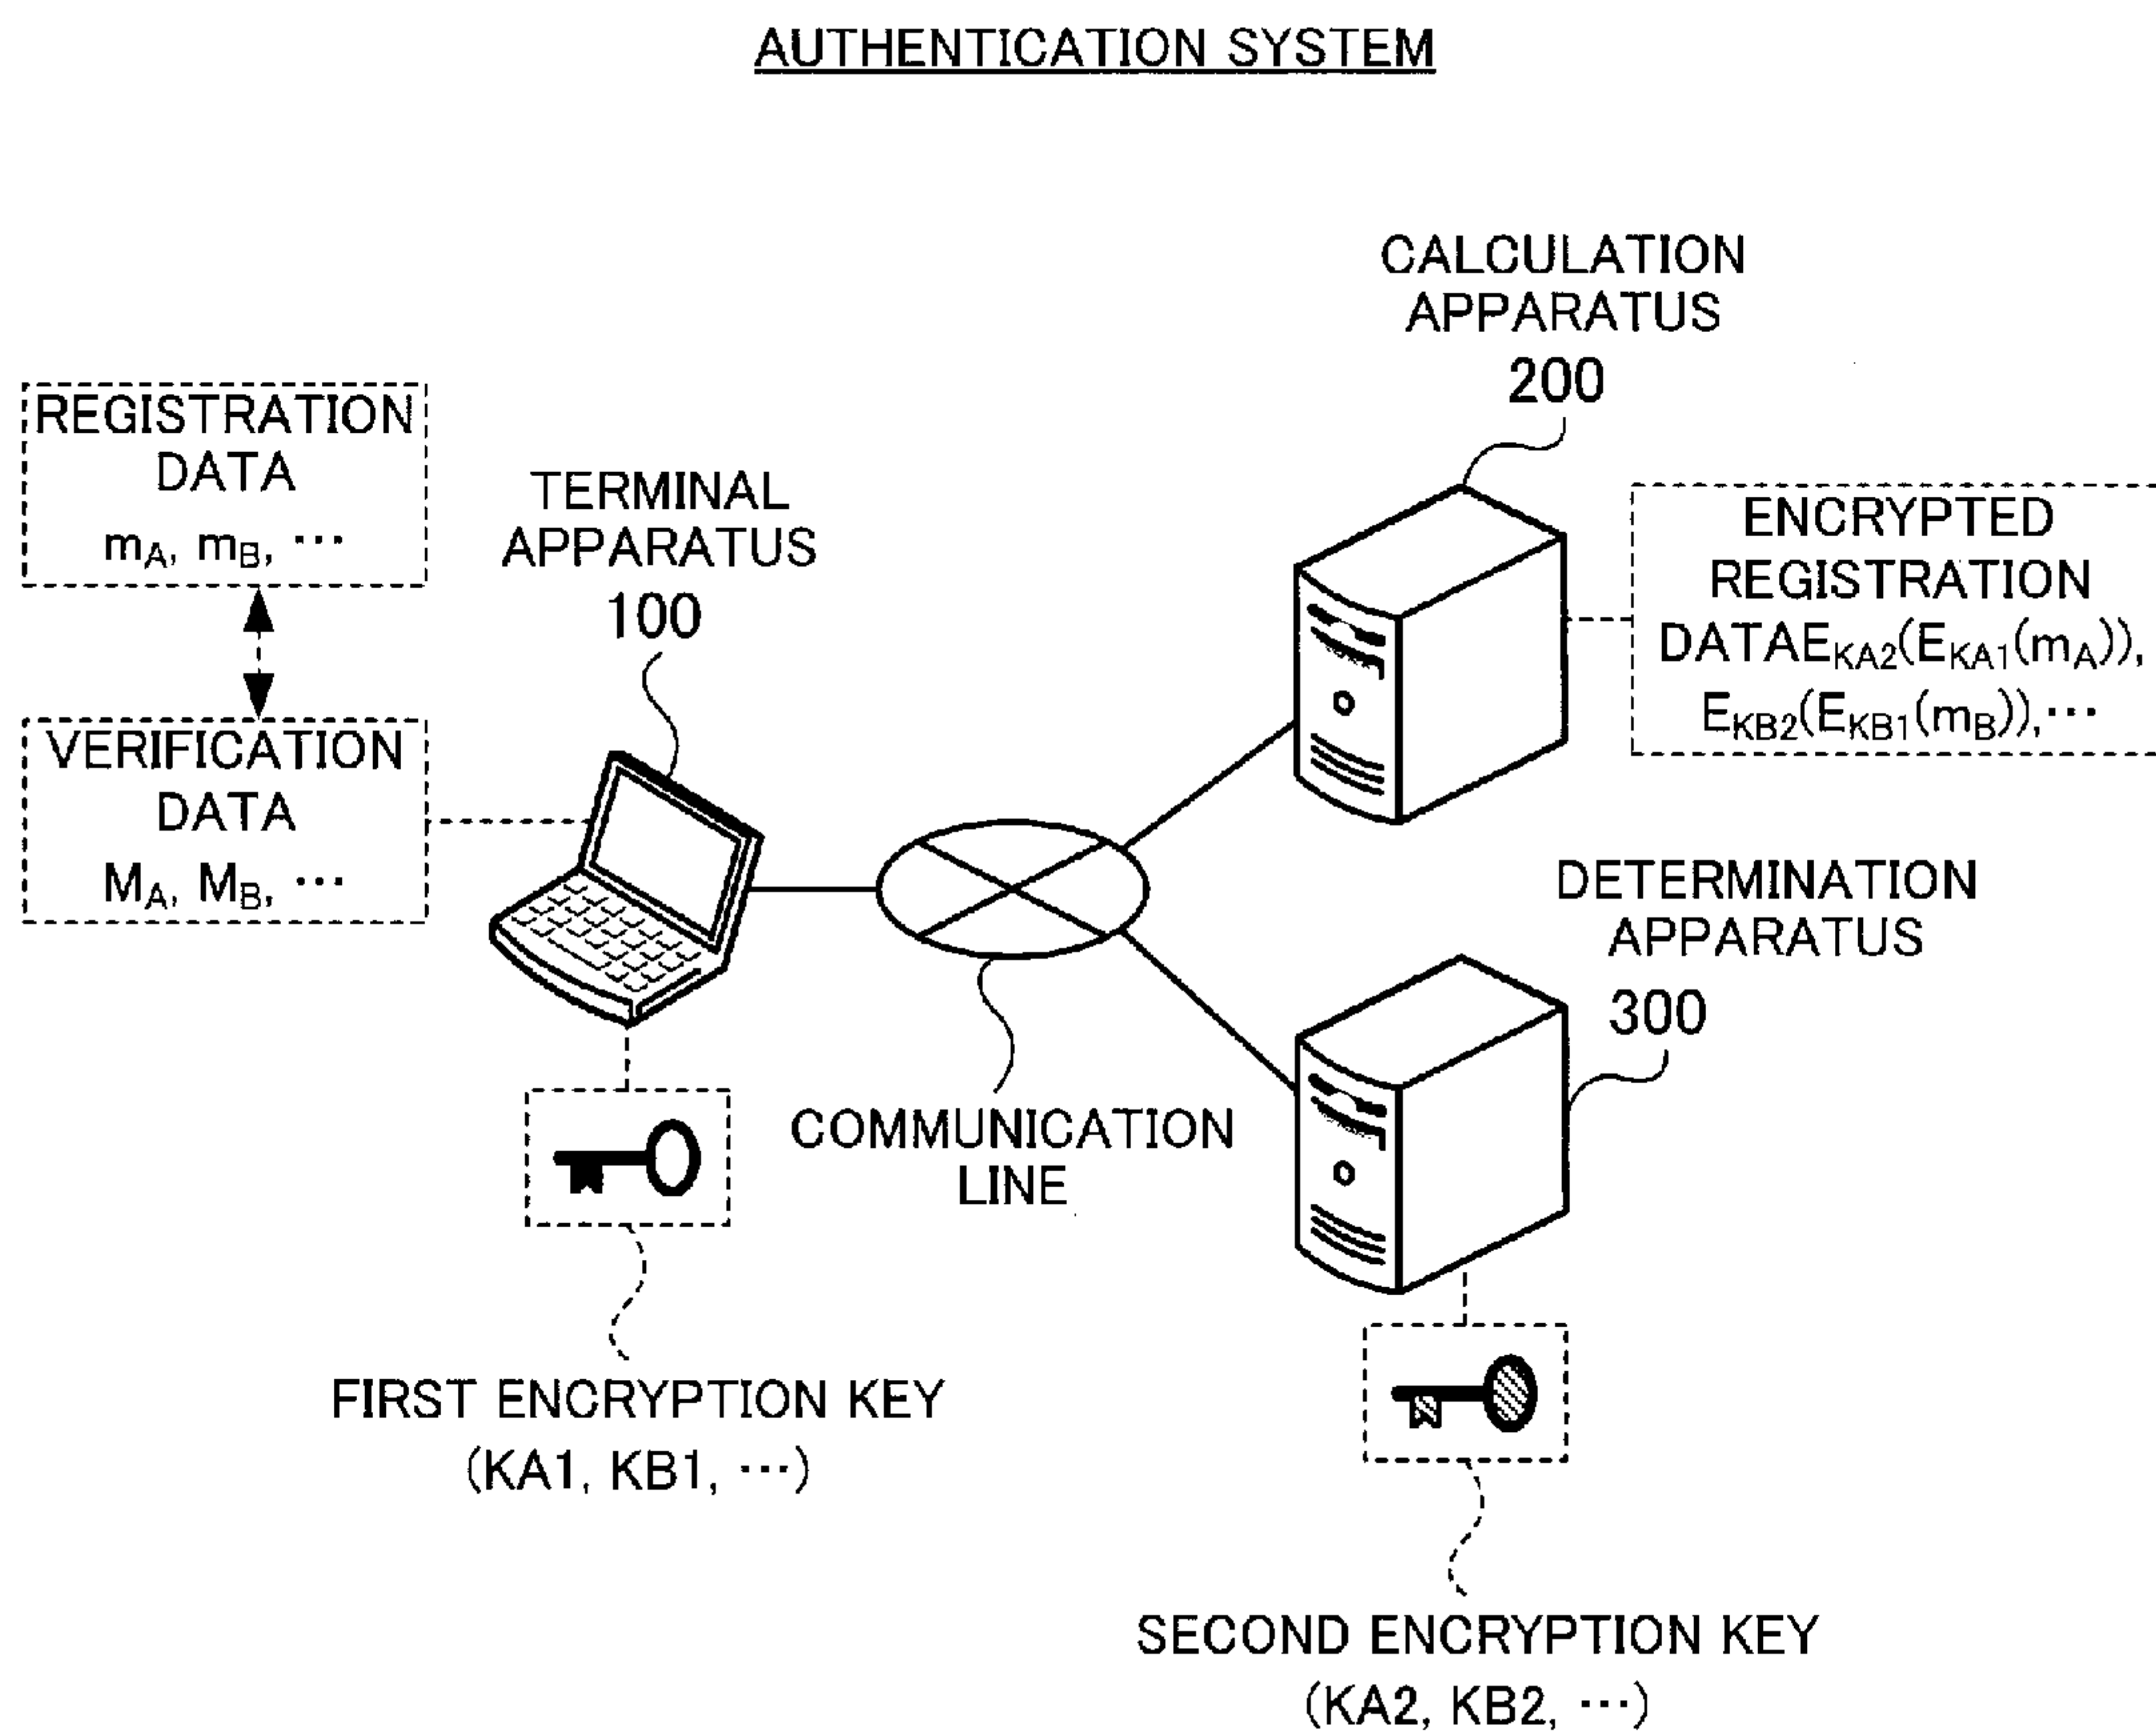 AUTHENTICATION SYSTEM
CALCULATION
APPARATUS
200
REGISTRATION
DATA
mA, mB, ···
TERMINAL
APPARATUS
100
ENCRYPTED
REGISTRATION
DATAEKA2(EKA1(mA)),
EKB2(EKB1(mB)),···
VERIFICATION
DATA
MA, MB, ···
DETERMINATION
APPARATUS
300
COMMUNICATION
LINE
FIRST ENCRYPTION KEY
(KA1, KB1, ···)
SECOND ENCRYPTION KEY
(KA2, KB2, ···)